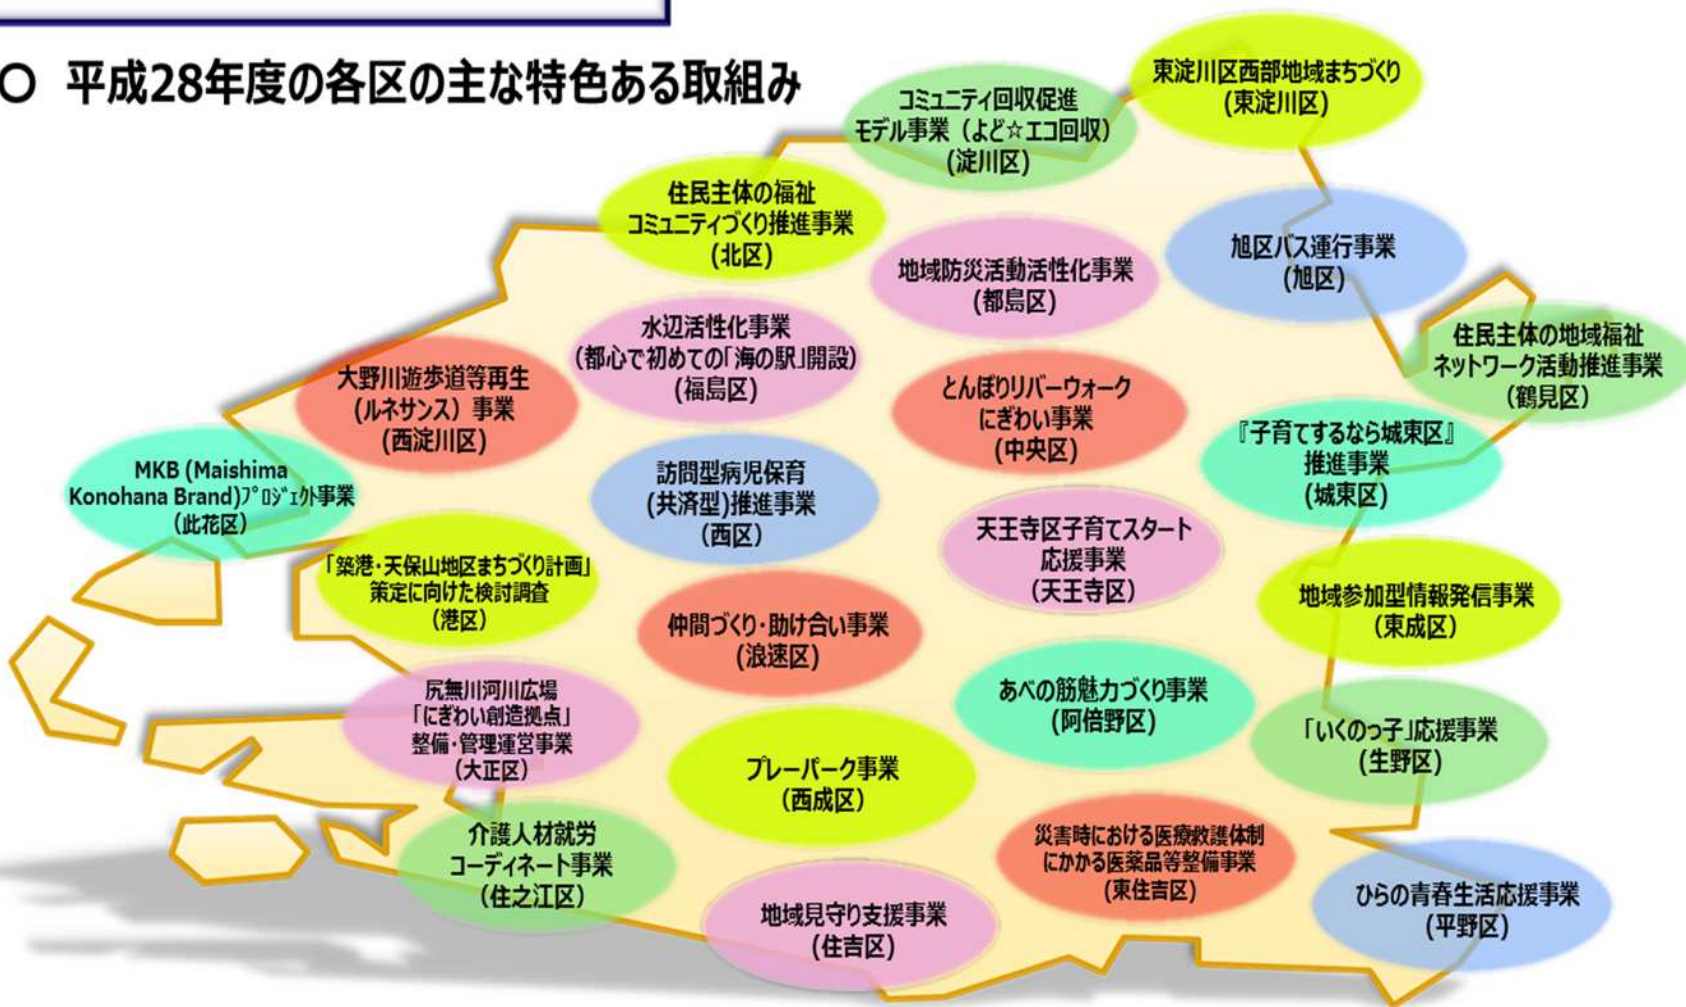 〇 平成28年度の各区の主な特色ある取組み
東淀川区西部地域まちづくり
(東淀川区)
コミュニティ回収促進
モデル事業（よど☆エコ回収）
(淀川区)
住民主体の福祉
コミュニティづくり推進事業
(北区)
地域防災活動活性化事業
(都島区)
旭区バス運行事業
(旭区)
水辺活性化事業
(都心で初めての「海の駅」開設)
(福島区)
住民主体の地域福祉
ネットワーク活動推進事業
(鶴見区)
大野川遊歩道等再生
(ルネサンス）事業
(西淀川区)
とんぼりリバーウォーク
にぎわい事業
(中央区)
『子育てするなら城東区』
推進事業
(城東区)
MKB (Maishima
Konohana Brand)ﾌﾟﾛｼﾞｪｸﾄ事業
(此花区)
訪問型病児保育
(共済型)推進事業
(西区)
天王寺区子育てスタート
応援事業
(天王寺区)
「築港・天保山地区まちづくり計画」
策定に向けた検討調査
(港区)
地域参加型情報発信事業
(東成区)
仲間づくり・助け合い事業
(浪速区)
尻無川河川広場
「にぎわい創造拠点」
整備・管理運営事業
(大正区)
あべの筋魅力づくり事業
(阿倍野区)
「いくのっ子」応援事業
(生野区)
プレーパーク事業
(西成区)
介護人材就労
コーディネート事業
(住之江区)
災害時における医療救護体制
にかかる医薬品等整備事業
(東住吉区)
ひらの青春生活応援事業
(平野区)
地域見守り支援事業
(住吉区)